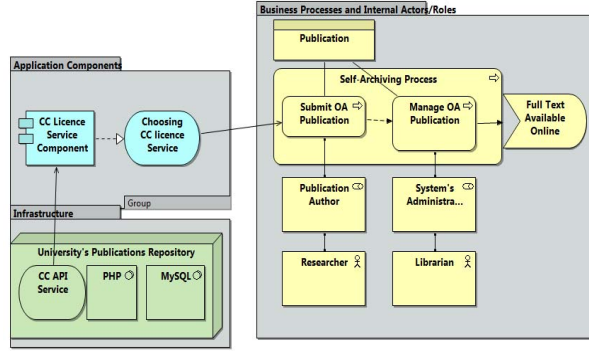 Business Processes and Internal Actors/Roles
Publication
Self-Archiving Process
Submit OA
Publication
Manage OA
Publication
Full Text
Available
Online
Publication
Author
System's
Administra...
Researcher
Librarian
Application Components
CC Licence
Service
Component
Choosing
CC licence
Service
Group
Infrastructure
University's Publications Repository
CC API
Service
PHP
MySQL